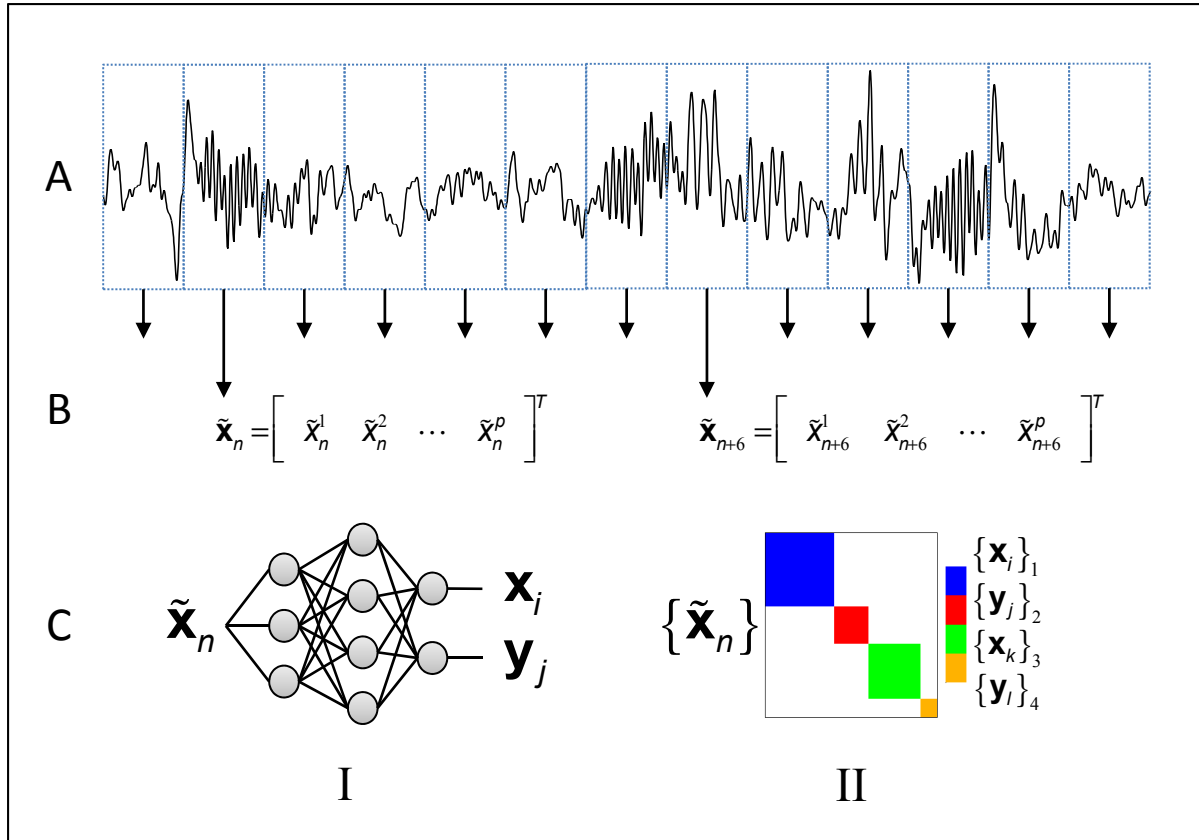 A
B
x̃ₙ = [ x̃ₙ¹ x̃ₙ² ⋯ x̃ₙᵖ ]ᵀ
x̃ₙ₊₆ = [ x̃ₙ₊₆¹ x̃ₙ₊₆² ⋯ x̃ₙ₊₆ᵖ ]ᵀ
C
x̃ₙ
xᵢ
yⱼ
{x̃ₙ}
{xᵢ}₁
{yⱼ}₂
{xₖ}₃
{yₗ}₄
I
II